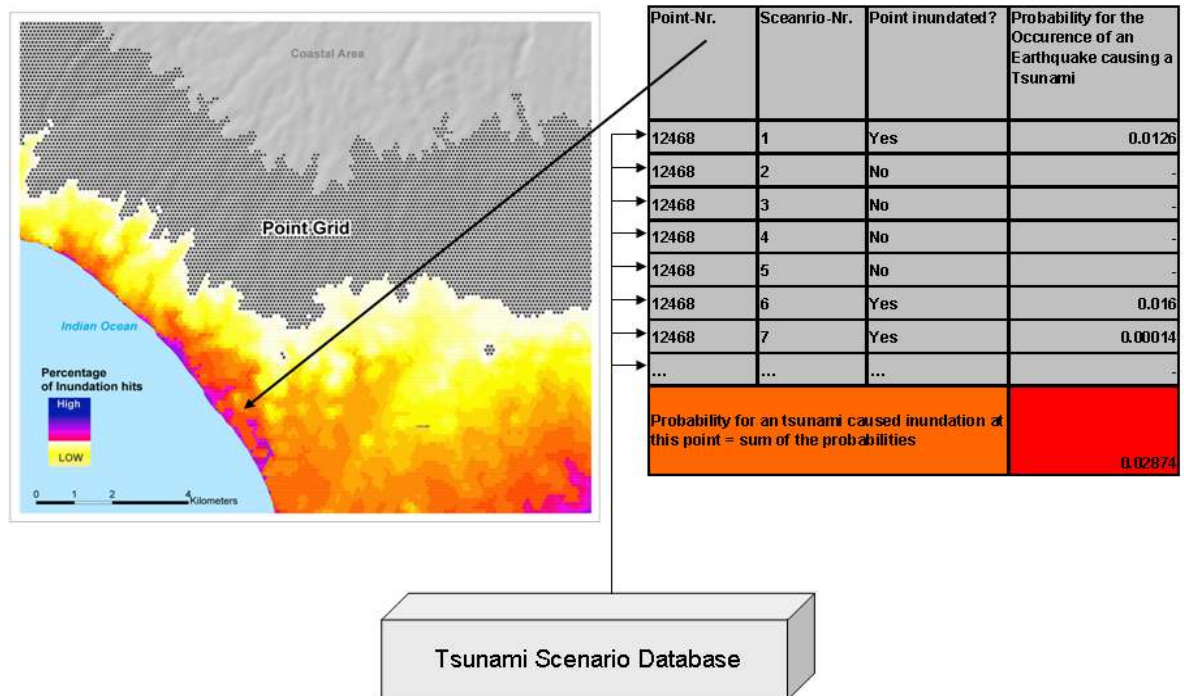 Coastal Area
Point Grid
Indian Ocean
Percentage
of Inundation hits
High
LOW
0 1 2 4
Kilometers
Point-Nr. Sceanrio-Nr. Point inundated? Probability for the
Occurence of an
Earthquake causing a
Tsunami
12468 1 Yes 0.0126
12468 2 No -
12468 3 No -
12468 4 No -
12468 5 No -
12468 6 Yes 0.016
12468 7 Yes 0.00014
... ... ... -
Probability for an tsunami caused inundation at
this point = sum of the probabilities
0.02874
Tsunami Scenario Database